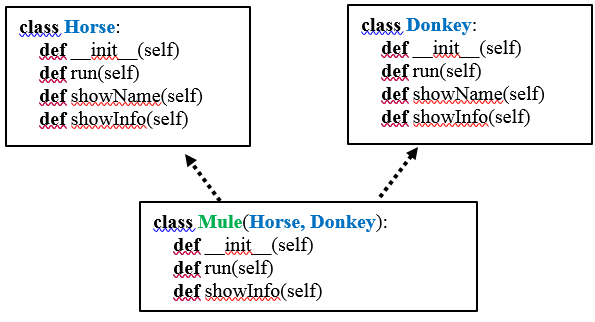 class Horse:
def __init__(self)
def run(self)
def showName(self)
def showInfo(self)
class Donkey:
def __init__(self)
def run(self)
def showName(self)
def showInfo(self)
class Mule(Horse, Donkey):
def __init__(self)
def run(self)
def showInfo(self)